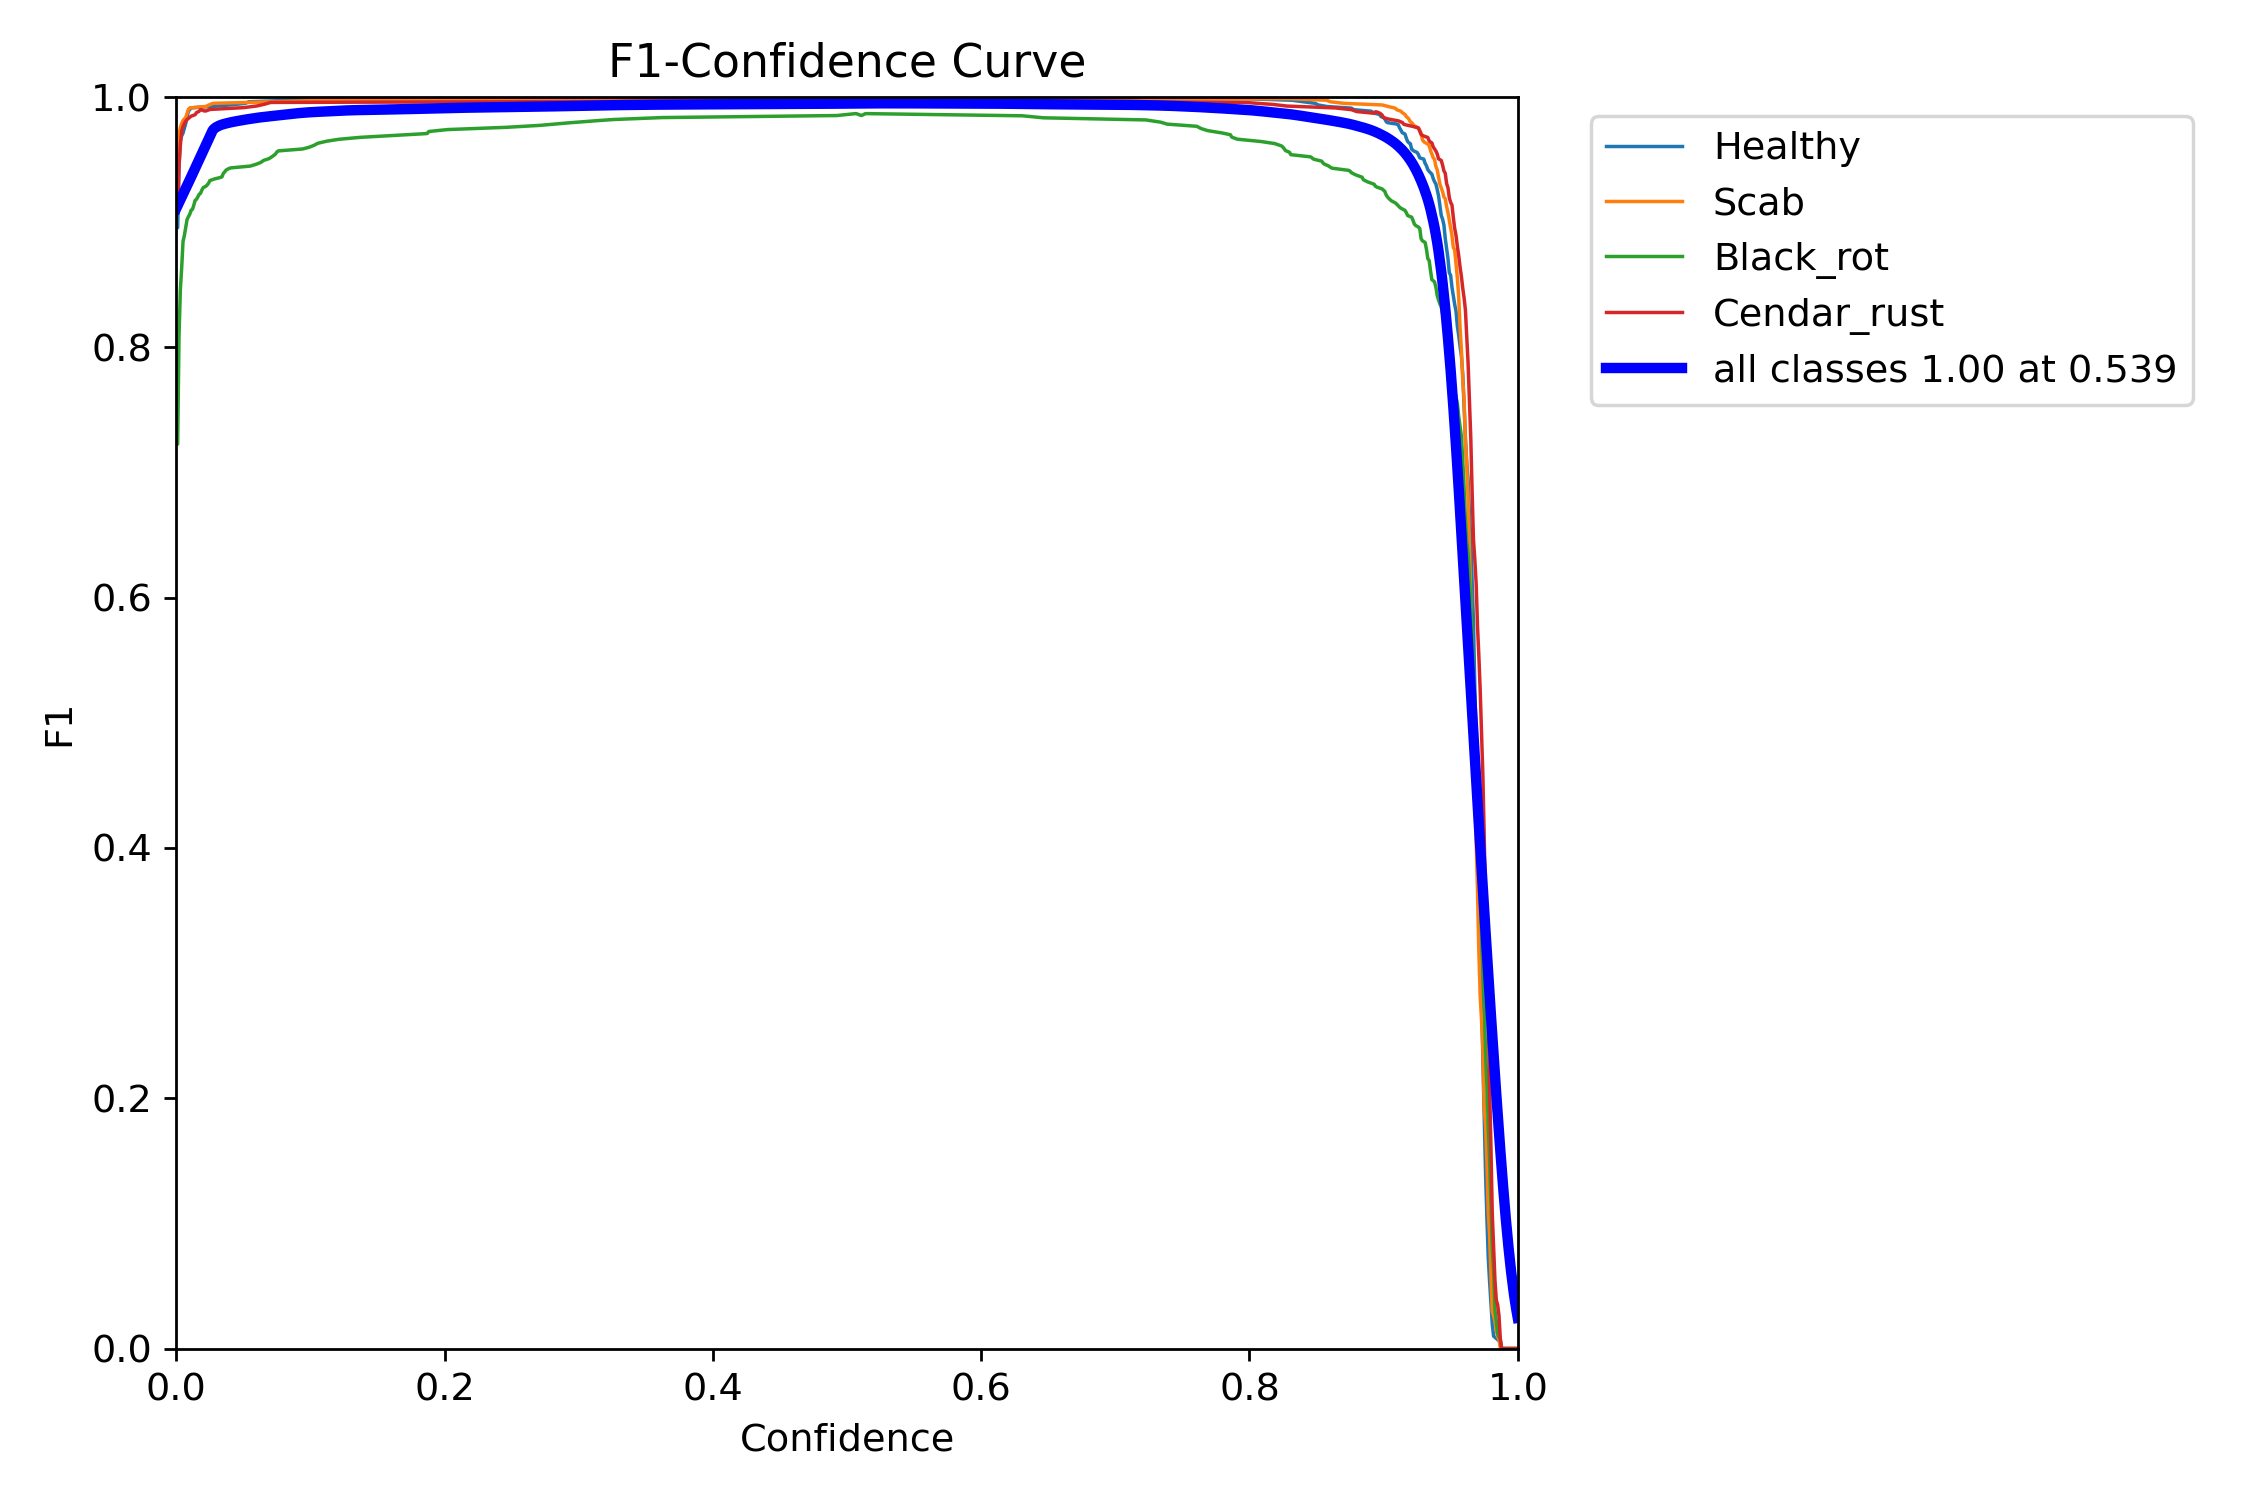 F1-Confidence Curve
1.0
0.8
0.6
0.4
0.2
0.0
F1
0.0 0.2 0.4 0.6 0.8 1.0
Confidence
Healthy
Scab
Black_rot
Cendar_rust
all classes 1.00 at 0.539